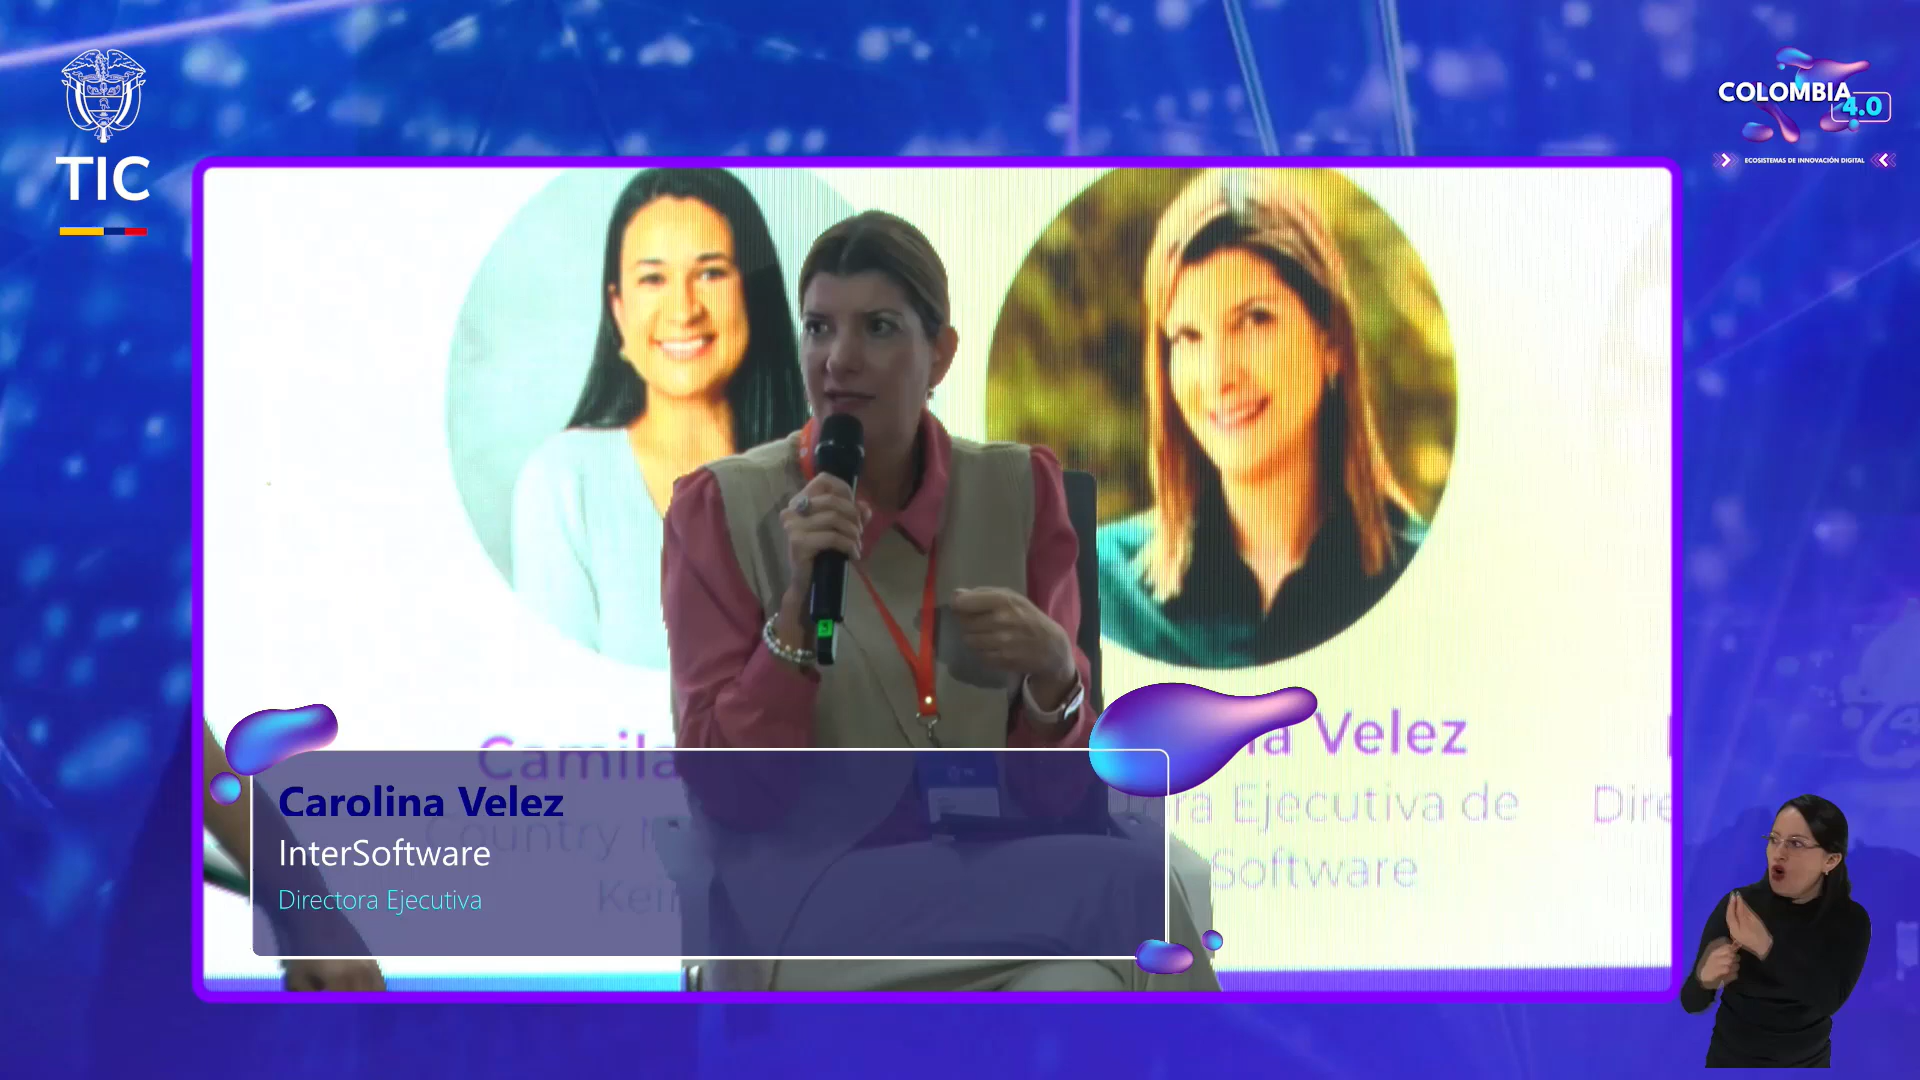 TIC
COLOMBIA
4.0
ECOSISTEMAS DE INNOVACIÓN DIGITAL
Camila
Velez
Country
Ejecutiva de
Dire
Software
Carolina Velez
InterSoftware
Directora Ejecutiva